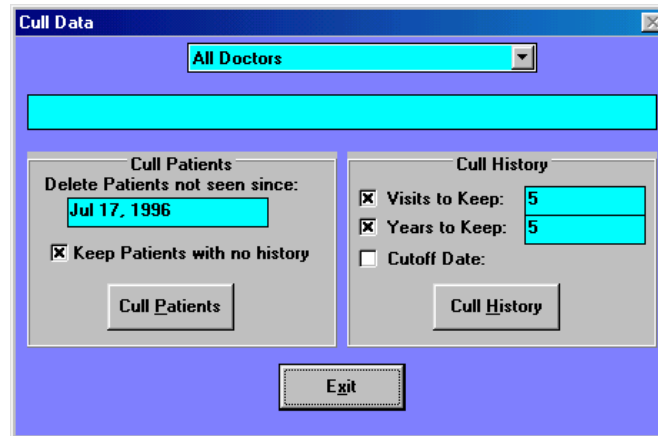 Cull Data
All Doctors
Cull Patients
Delete Patients not seen since:
Jul 17, 1996
Keep Patients with no history
Cull Patients
Cull History
Visits to Keep: 5
Years to Keep: 5
Cutoff Date:
Cull History
Exit